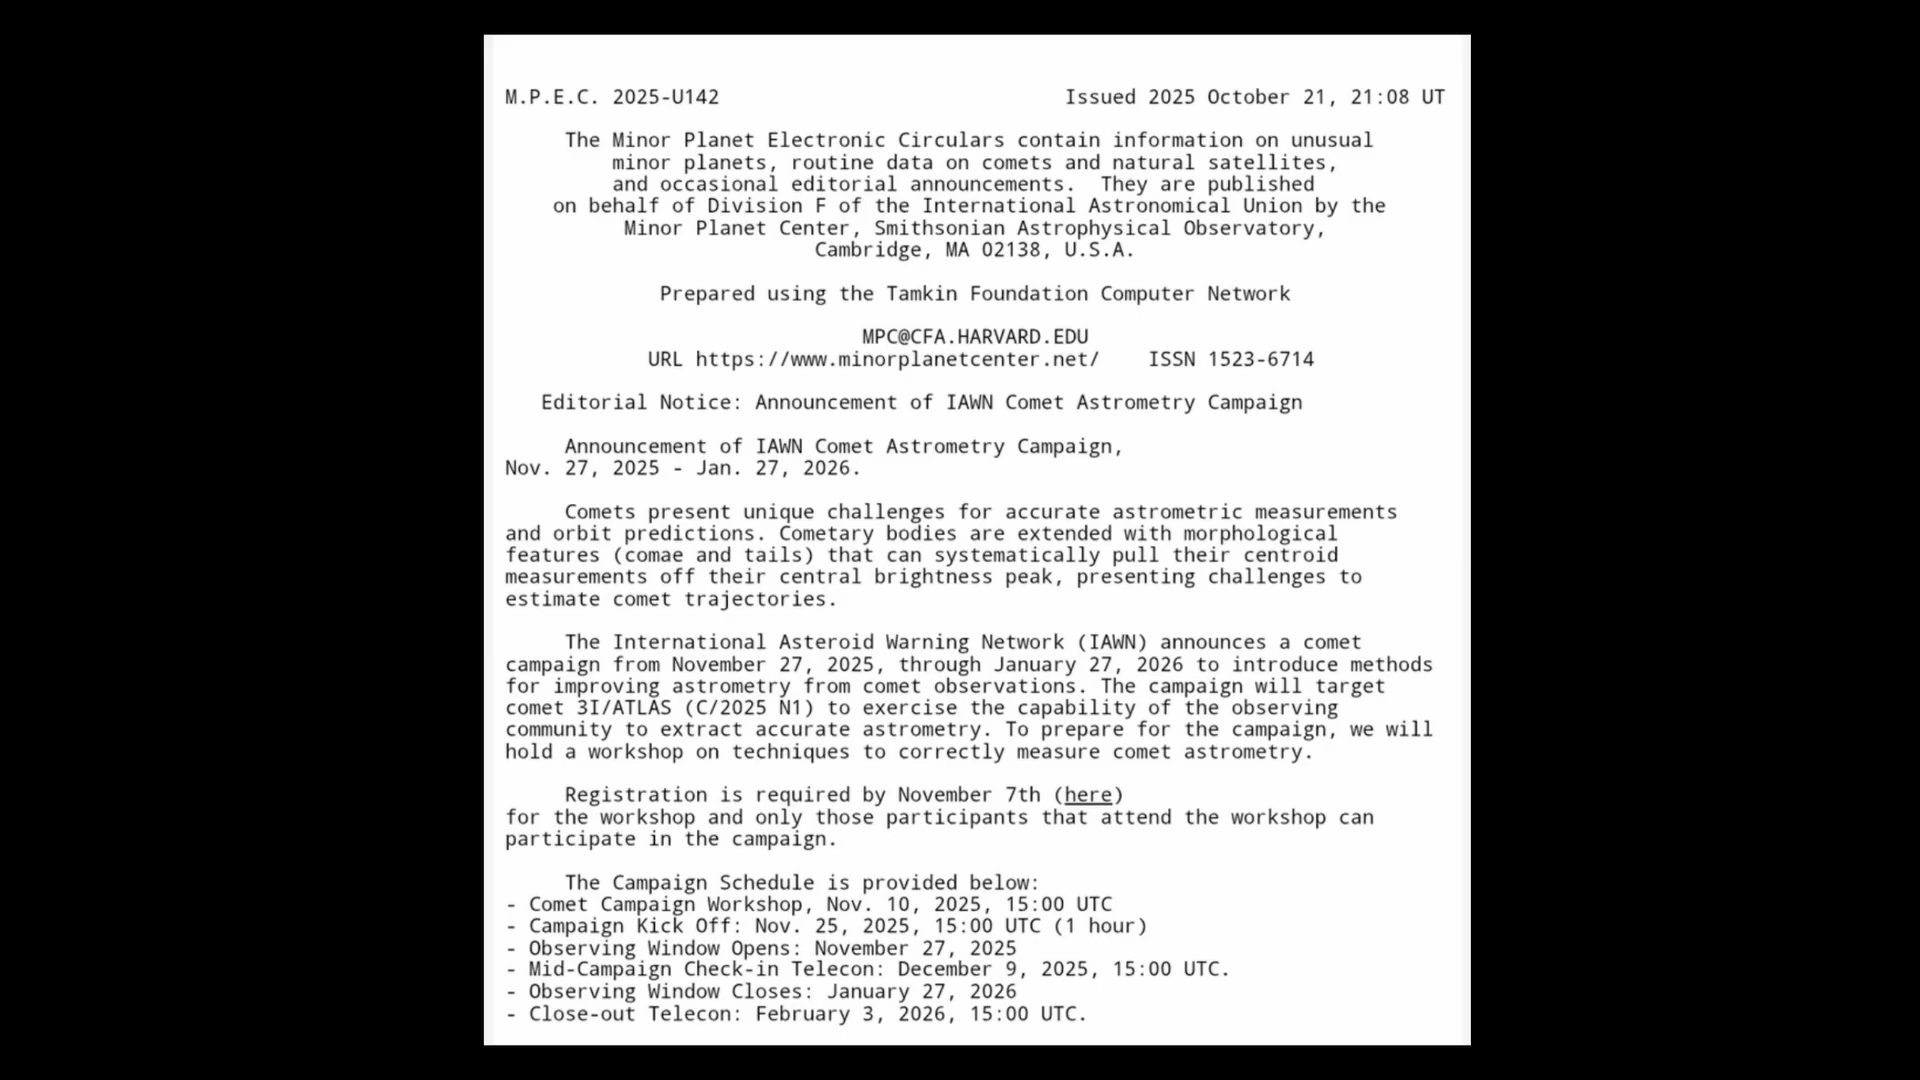 M.P.E.C. 2025-U142 Issued 2025 October 21, 21:08 UT
The Minor Planet Electronic Circulars contain information on unusual
minor planets, routine data on comets and natural satellites,
and occasional editorial announcements. They are published
on behalf of Division F of the International Astronomical Union by the
Minor Planet Center, Smithsonian Astrophysical Observatory,
Cambridge, MA 02138, U.S.A.
Prepared using the Tamkin Foundation Computer Network
MPC@CFA.HARVARD.EDU
URL https://www.minorplanetcenter.net/ ISSN 1523-6714
Editorial Notice: Announcement of IAWN Comet Astrometry Campaign
Announcement of IAWN Comet Astrometry Campaign,
Nov. 27, 2025 - Jan. 27, 2026.
Comets present unique challenges for accurate astrometric measurements
and orbit predictions. Cometary bodies are extended with morphological
features (comae and tails) that can systematically pull their centroid
measurements off their central brightness peak, presenting challenges to
estimate comet trajectories.
The International Asteroid Warning Network (IAWN) announces a comet
campaign from November 27, 2025, through January 27, 2026 to introduce methods
for improving astrometry from comet observations. The campaign will target
comet 3I/ATLAS (C/2025 N1) to exercise the capability of the observing
community to extract accurate astrometry. To prepare for the campaign, we will
hold a workshop on techniques to correctly measure comet astrometry.
Registration is required by November 7th (here)
for the workshop and only those participants that attend the workshop can
participate in the campaign.
The Campaign Schedule is provided below:
- Comet Campaign Workshop, Nov. 10, 2025, 15:00 UTC
- Campaign Kick Off: Nov. 25, 2025, 15:00 UTC (1 hour)
- Observing Window Opens: November 27, 2025
- Mid-Campaign Check-in Telecon: December 9, 2025, 15:00 UTC.
- Observing Window Closes: January 27, 2026
- Close-out Telecon: February 3, 2026, 15:00 UTC.